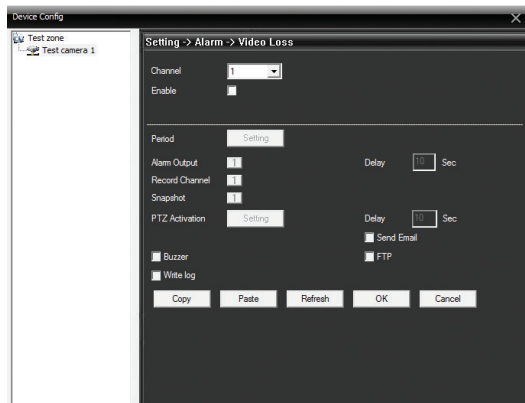 Device Config
Test zone
Test camera 1
Setting -> Alarm -> Video Loss
Channel 1
Enable
Period Setting
Alarm Output 1 Delay 10 Sec
Record Channel 1
Snapshot 1
PTZ Activation Setting Delay 10 Sec
Send Email
Buzzer FTP
Write log
Copy Paste Refresh OK Cancel